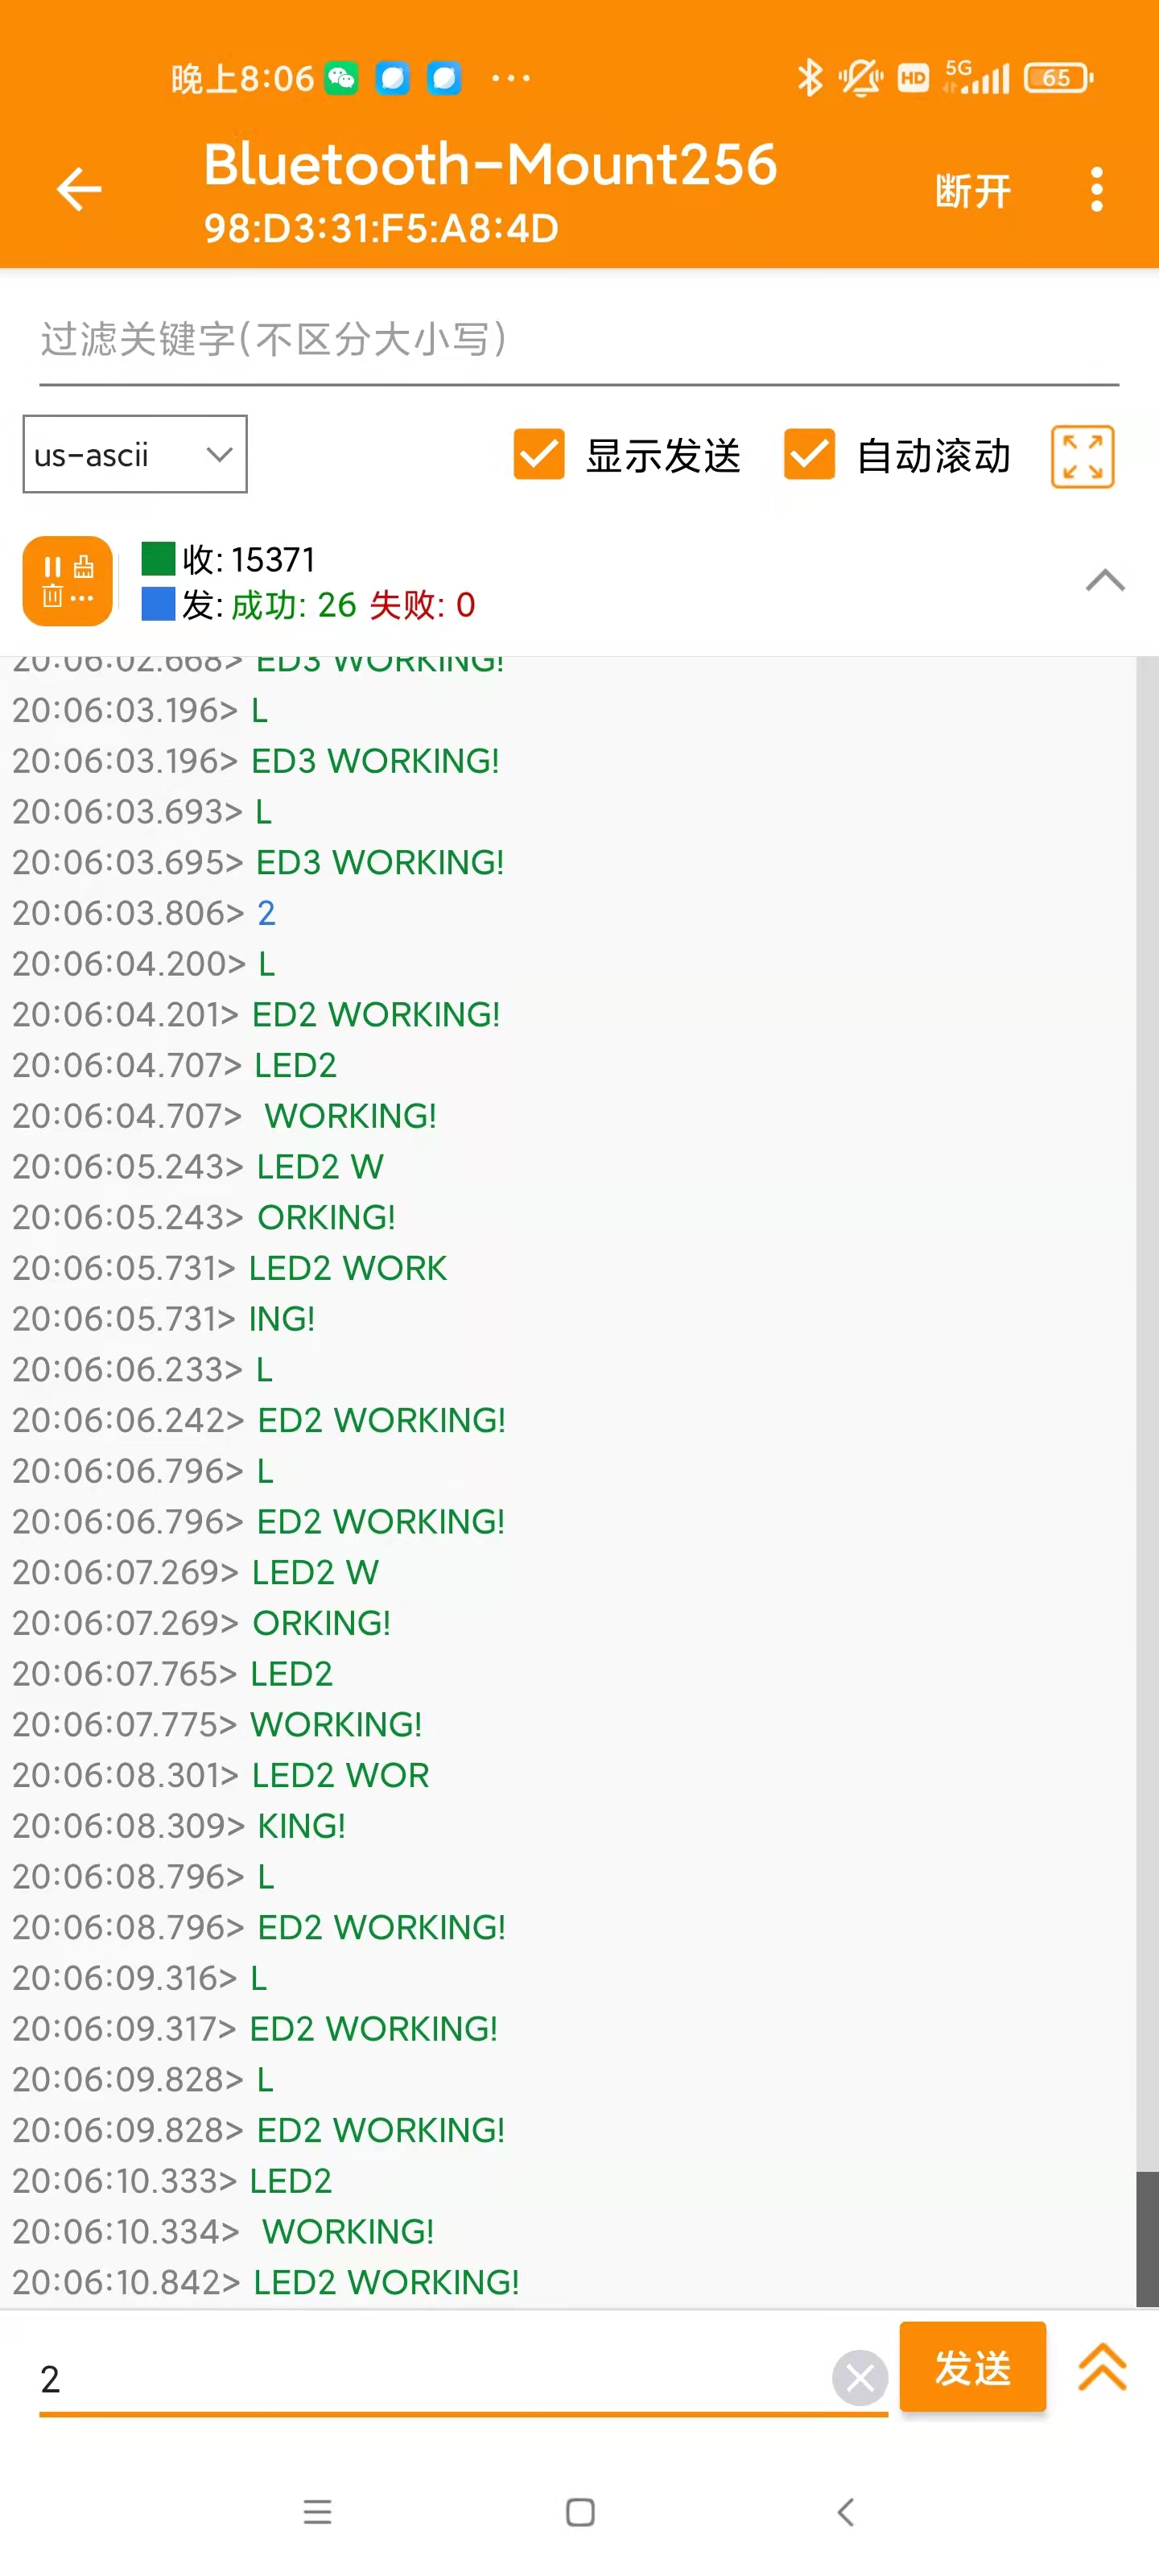 晚上8:06
HD 5G 65
Bluetooth-Mount256
98:D3:31:F5:A8:4D
断开
过滤关键字(不区分大小写)
us-ascii 显示发送 自动滚动
收: 15371
发: 成功: 26 失败: 0
20:06:02.668> ED3 WORKING!
20:06:03.196> L
20:06:03.196> ED3 WORKING!
20:06:03.693> L
20:06:03.695> ED3 WORKING!
20:06:03.806> 2
20:06:04.200> L
20:06:04.201> ED2 WORKING!
20:06:04.707> LED2
20:06:04.707>  WORKING!
20:06:05.243> LED2 W
20:06:05.243> ORKING!
20:06:05.731> LED2 WORK
20:06:05.731> ING!
20:06:06.233> L
20:06:06.242> ED2 WORKING!
20:06:06.796> L
20:06:06.796> ED2 WORKING!
20:06:07.269> LED2 W
20:06:07.269> ORKING!
20:06:07.765> LED2
20:06:07.775> WORKING!
20:06:08.301> LED2 WOR
20:06:08.309> KING!
20:06:08.796> L
20:06:08.796> ED2 WORKING!
20:06:09.316> L
20:06:09.317> ED2 WORKING!
20:06:09.828> L
20:06:09.828> ED2 WORKING!
20:06:10.333> LED2
20:06:10.334>  WORKING!
20:06:10.842> LED2 WORKING!
2 发送